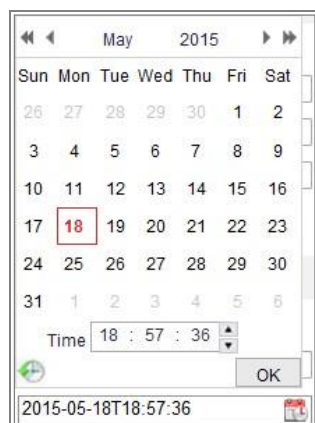 May 2015
Sun Mon Tue Wed Thu Fri Sat
26 27 28 29 30 1 2
3 4 5 6 7 8 9
10 11 12 13 14 15 16
17 18 19 20 21 22 23
24 25 26 27 28 29 30
31 1 2 3 4 5 6
Time 18 : 57 : 36
OK
2015-05-18T18:57:36